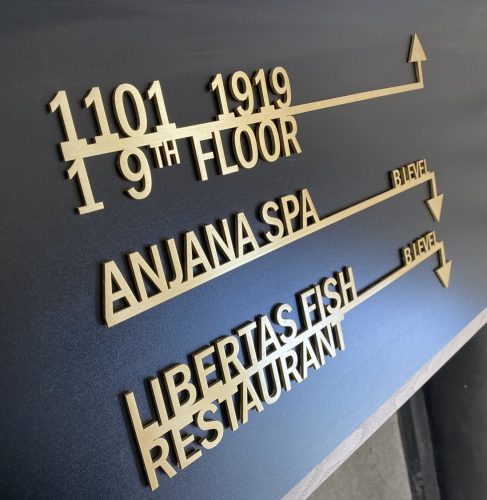 1101 1919
1 9TH FLOOR
ANJANA SPA B LEVEL
LIBERTAS FISH B LEVEL
RESTAURANT